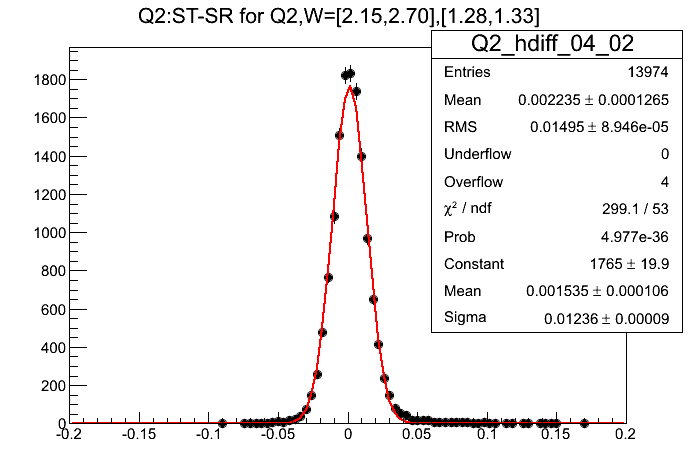 Q2:ST-SR for Q2,W=[2.15,2.70],[1.28,1.33]
Q2_hdiff_04_02
Entries 13974
Mean 0.002235 ± 0.0001265
RMS 0.01495 ± 8.946e-05
Underflow 0
Overflow 4
χ² / ndf 299.1 / 53
Prob 4.977e-36
Constant 1765 ± 19.9
Mean 0.001535 ± 0.000106
Sigma 0.01236 ± 0.00009
1800
1600
1400
1200
1000
800
600
400
200
0
-0.2 -0.15 -0.1 -0.05 0 0.05 0.1 0.15 0.2